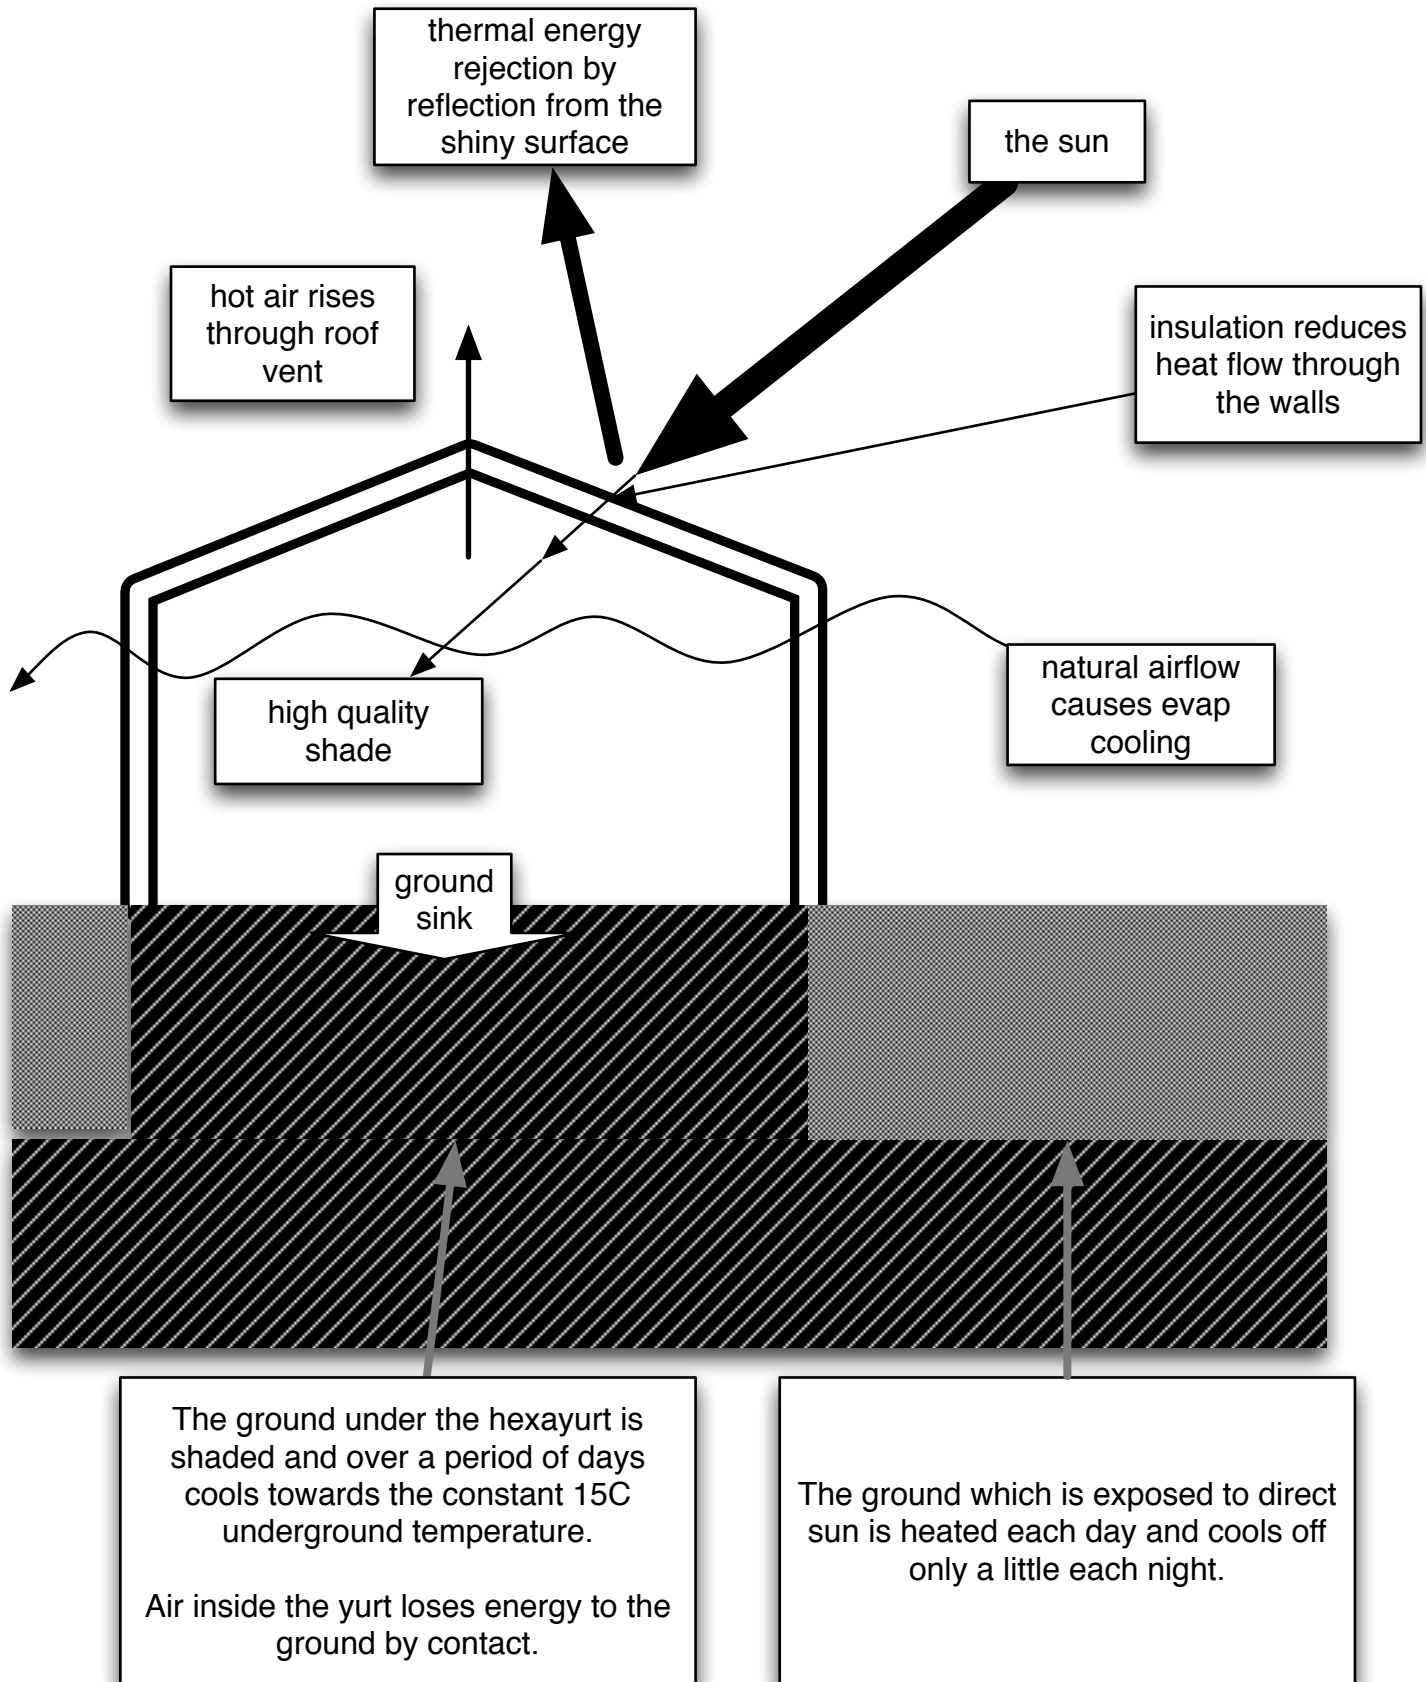 thermal energy
rejection by
reflection from the
shiny surface
the sun
hot air rises
through roof
vent
insulation reduces
heat flow through
the walls
natural airflow
causes evap
cooling
high quality
shade
ground
sink
The ground under the hexayurt is
shaded and over a period of days
cools towards the constant 15C
underground temperature.
Air inside the yurt loses energy to the
ground by contact.
The ground which is exposed to direct
sun is heated each day and cools off
only a little each night.